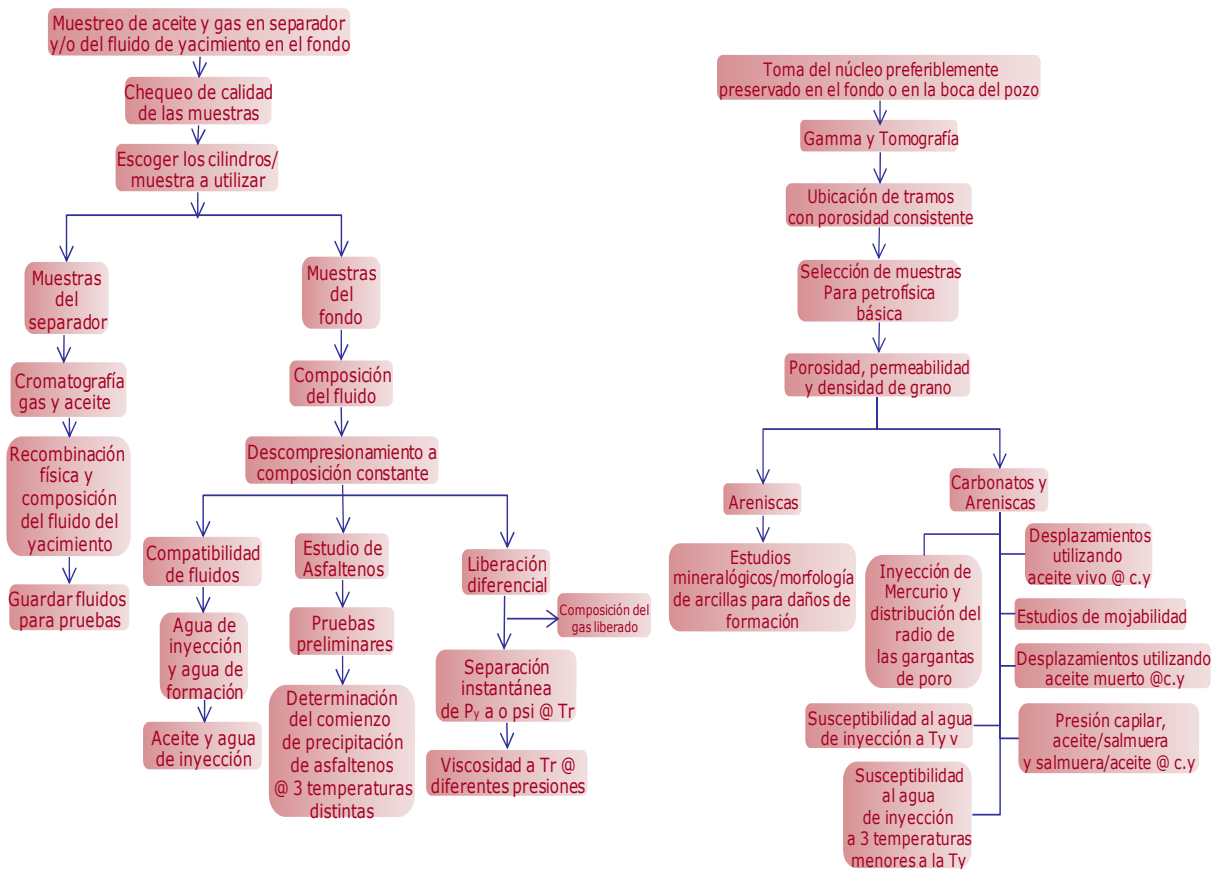 Muestreo de aceite y gas en separador
y/o del fluido de yacimiento en el fondo
Chequeo de calidad
de las muestras
Escoger los cilindros/
muestra a utilizar
Muestras
del
separador
Cromatografía
gas y aceite
Recombinación
física y
composición
del fluido del
yacimiento
Guardar fluidos
para pruebas
Muestras
del
fondo
Composición
del fluido
Descompresionamiento a
composición constante
Compatibilidad
de fluidos
Agua de
inyección
y agua de
formación
Aceite y agua
de inyección
Estudio de
Asfaltenos
Pruebas
preliminares
Determinación
del comienzo
de precipitación
de asfaltenos
@ 3 temperaturas
distintas
Liberación
diferencial
Composición del
gas liberado
Separación
instantánea
de Py a o psi @ Tr
Viscosidad a Tr @
diferentes presiones
Toma del núcleo preferiblemente
preservado en el fondo o en la boca del pozo
Gamma y Tomografía
Ubicación de tramos
con porosidad consistente
Selección de muestras
Para petrofísica
básica
Porosidad, permeabilidad
y densidad de grano
Areniscas
Estudios
mineralógicos/morfología
de arcillas para daños de
formación
Carbonatos y
Areniscas
Inyección de
Mercurio y
distribución del
radio de
las gargantas
de poro
Desplazamientos
utilizando
aceite vivo @ c.y
Estudios de mojabilidad
Desplazamientos utilizando
aceite muerto @c.y
Susceptibilidad al agua
de inyección a Ty v
Presión capilar,
aceite/salmuera
y salmuera/aceite @ c.y
Susceptibilidad
al agua
de inyección
a 3 temperaturas
menores a la Ty